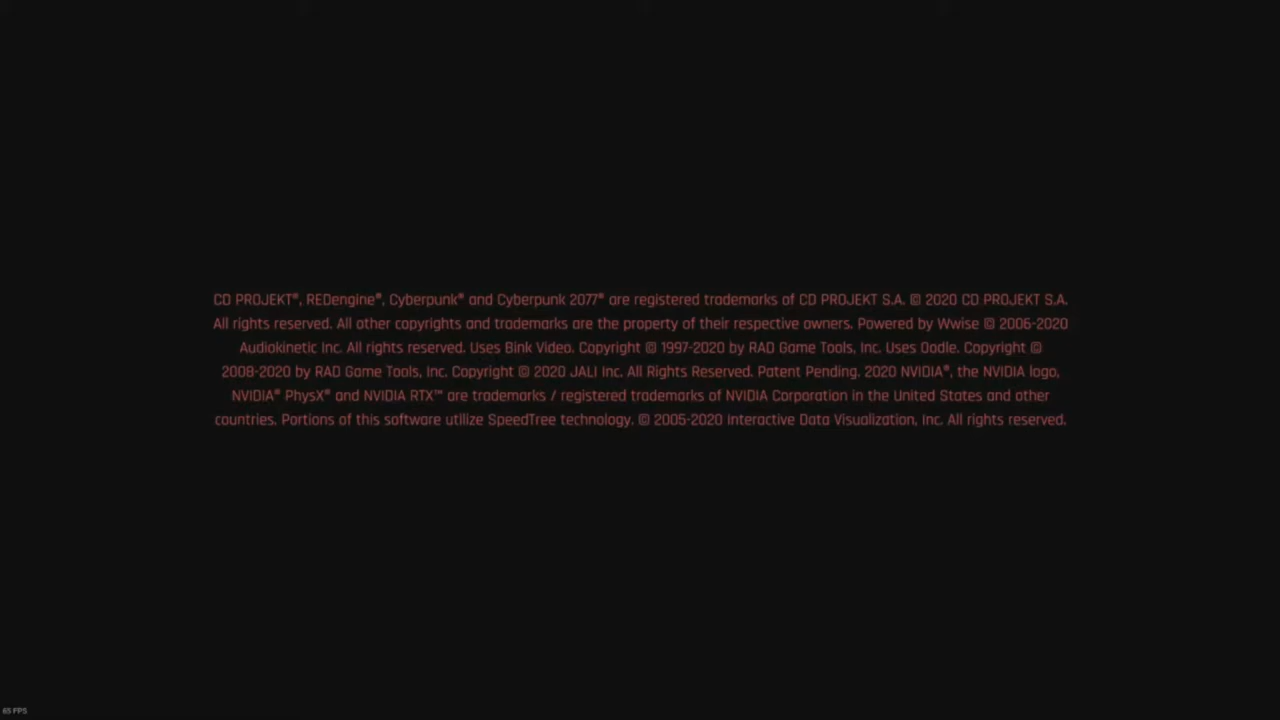 CD PROJEKT®, REDengine®, Cyberpunk® and Cyberpunk 2077® are registered trademarks of CD PROJEKT S.A. © 2020 CD PROJEKT S.A.
All rights reserved. All other copyrights and trademarks are the property of their respective owners. Powered by Wwise © 2006-2020
Audiokinetic Inc. All rights reserved. Uses Bink Video. Copyright © 1997-2020 by RAD Game Tools, Inc. Uses Oodle. Copyright ©
2008-2020 by RAD Game Tools, Inc. Copyright © 2020 JALI Inc. All Rights Reserved. Patent Pending. 2020 NVIDIA®, the NVIDIA logo,
NVIDIA® PhysX® and NVIDIA RTX™ are trademarks / registered trademarks of NVIDIA Corporation in the United States and other
countries. Portions of this software utilize SpeedTree technology. © 2005-2020 Interactive Data Visualization, Inc. All rights reserved.
65 FPS